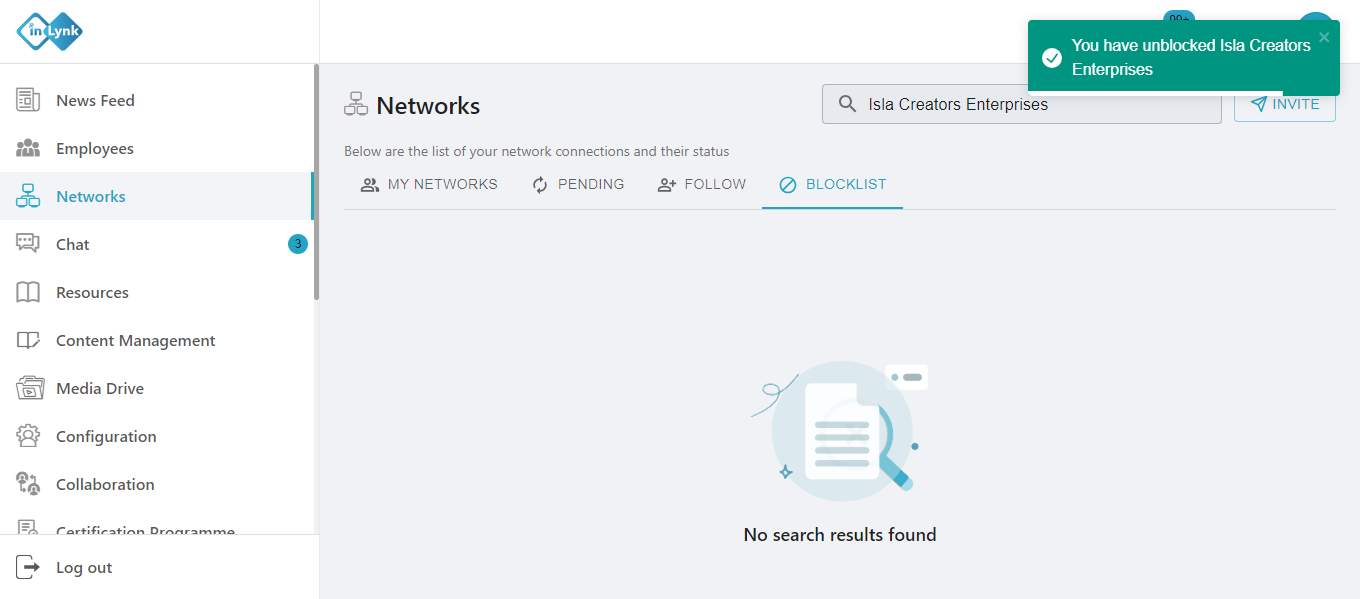 inLynk
News Feed
Employees
Networks
Chat
3
Resources
Content Management
Media Drive
Configuration
Collaboration
Certification Programme
Log out
99+
You have unblocked Isla Creators
Enterprises
Networks
Isla Creators Enterprises
INVITE
Below are the list of your network connections and their status
MY NETWORKS
PENDING
FOLLOW
BLOCKLIST
No search results found